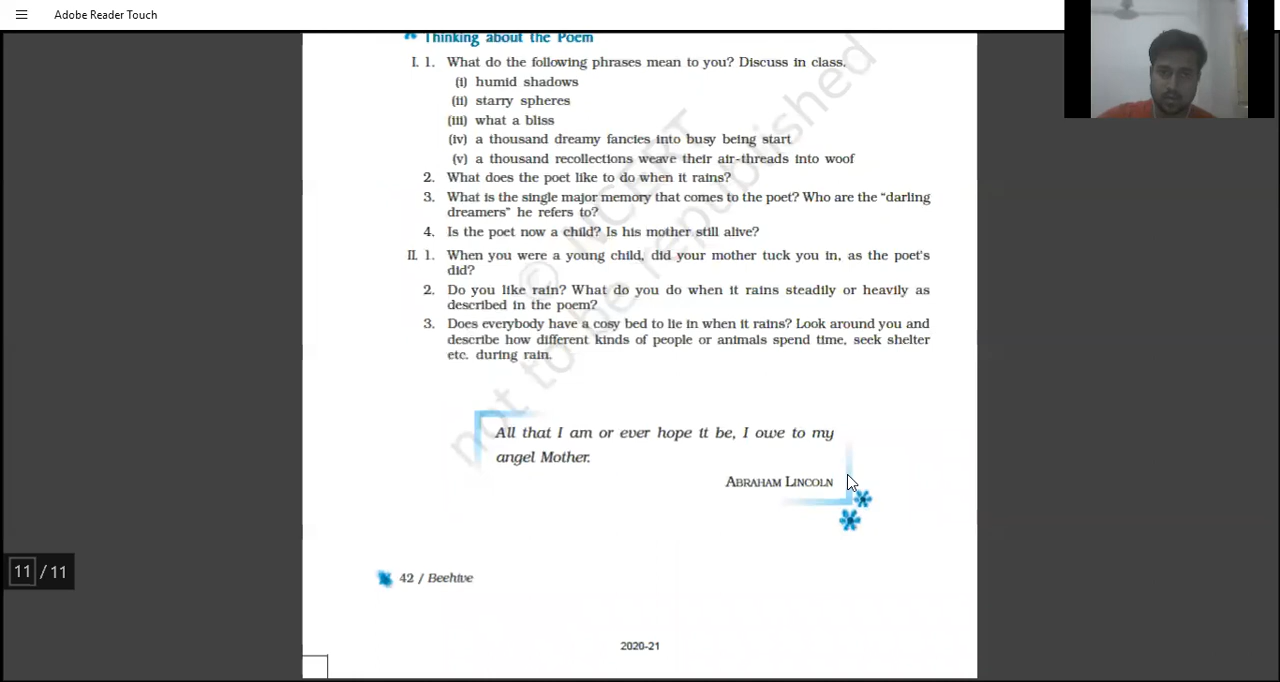 Adobe Reader Touch
Thinking about the Poem
I. 1. What do the following phrases mean to you? Discuss in class.
(i) humid shadows
(ii) starry spheres
(iii) what a bliss
(iv) a thousand dreamy fancies into busy being start
(v) a thousand recollections weave their air-threads into woof
2. What does the poet like to do when it rains?
3. What is the single major memory that comes to the poet? Who are the “darling
dreamers” he refers to?
4. Is the poet now a child? Is his mother still alive?
II. 1. When you were a young child, did your mother tuck you in, as the poet's
did?
2. Do you like rain? What do you do when it rains steadily or heavily as
described in the poem?
3. Does everybody have a cosy bed to lie in when it rains? Look around you and
describe how different kinds of people or animals spend time, seek shelter
etc. during rain.
© NCERT
not to be republished
All that I am or ever hope tt be, I owe to my
angel Mother.
ABRAHAM LINCOLN
11 / 11
42 / Beehive
2020-21